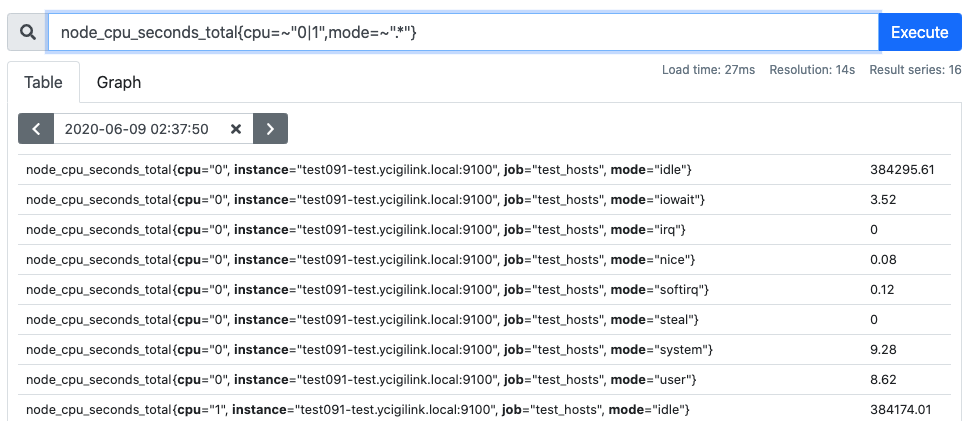 node_cpu_seconds_total{cpu=~"0|1",mode=~".*"}
Execute
Load time: 27ms Resolution: 14s Result series: 16
Table Graph
2020-06-09 02:37:50
node_cpu_seconds_total{cpu="0", instance="test091-test.ycigilink.local:9100", job="test_hosts", mode="idle"} 384295.61
node_cpu_seconds_total{cpu="0", instance="test091-test.ycigilink.local:9100", job="test_hosts", mode="iowait"} 3.52
node_cpu_seconds_total{cpu="0", instance="test091-test.ycigilink.local:9100", job="test_hosts", mode="irq"} 0
node_cpu_seconds_total{cpu="0", instance="test091-test.ycigilink.local:9100", job="test_hosts", mode="nice"} 0.08
node_cpu_seconds_total{cpu="0", instance="test091-test.ycigilink.local:9100", job="test_hosts", mode="softirq"} 0.12
node_cpu_seconds_total{cpu="0", instance="test091-test.ycigilink.local:9100", job="test_hosts", mode="steal"} 0
node_cpu_seconds_total{cpu="0", instance="test091-test.ycigilink.local:9100", job="test_hosts", mode="system"} 9.28
node_cpu_seconds_total{cpu="0", instance="test091-test.ycigilink.local:9100", job="test_hosts", mode="user"} 8.62
node_cpu_seconds_total{cpu="1", instance="test091-test.ycigilink.local:9100", job="test_hosts", mode="idle"} 384174.01